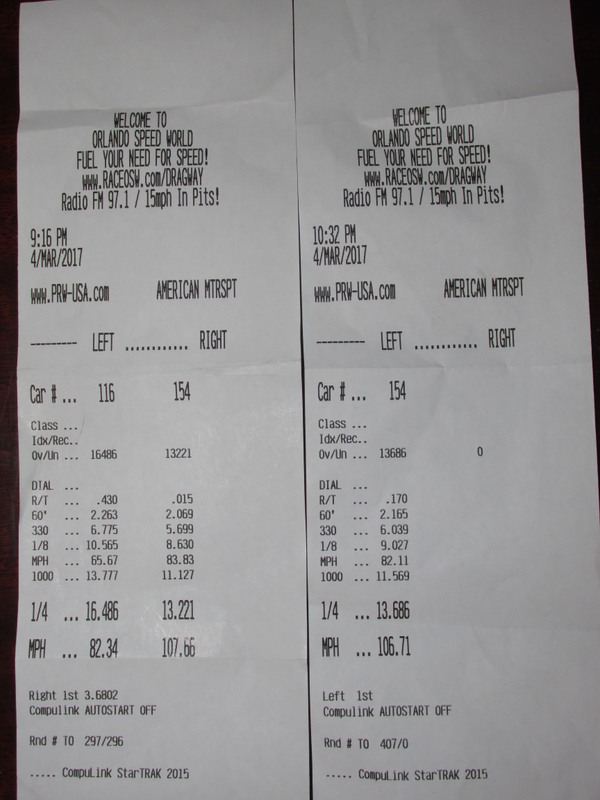 WELCOME TO
ORLANDO SPEED WORLD
FUEL YOUR NEED FOR SPEED!
www.RACEOSW.com/DRAGWAY
Radio FM 97.1 / 15mph In Pits!
9:16 PM
4/MAR/2017
www.PRW-USA.com AMERICAN MTRSPT
--------- LEFT ............ RIGHT
Car # ... 116 154
Class ...
Idx/Rec..
Ov/Un ... 16486 13221
DIAL ...
R/T ... .430 .015
60' ... 2.263 2.069
330 ... 6.775 5.699
1/8 ... 10.565 8.630
MPH ... 65.67 83.83
1000 ... 13.777 11.127
1/4 ... 16.486 13.221
MPH ... 82.34 107.66
Right 1st 3.6802
Compulink AUTOSTART OFF
Rnd # TO 297/296
..... CompuLink StarTRAK 2015
WELCOME TO
ORLANDO SPEED WORLD
FUEL YOUR NEED FOR SPEED!
www.RACEOSW.com/DRAGWAY
Radio FM 97.1 / 15mph In Pits!
10:32 PM
4/MAR/2017
www.PRW-USA.com AMERICAN MTRSPT
--------- LEFT ............ RIGHT
Car # ... 154
Class ...
Idx/Rec..
Ov/Un ... 13686 0
DIAL ...
R/T ... .170
60' ... 2.165
330 ... 6.039
1/8 ... 9.027
MPH ... 82.11
1000 ... 11.569
1/4 ... 13.686
MPH ... 106.71
Left 1st
Compulink AUTOSTART OFF
Rnd # TO 407/0
..... CompuLink StarTRAK 2015